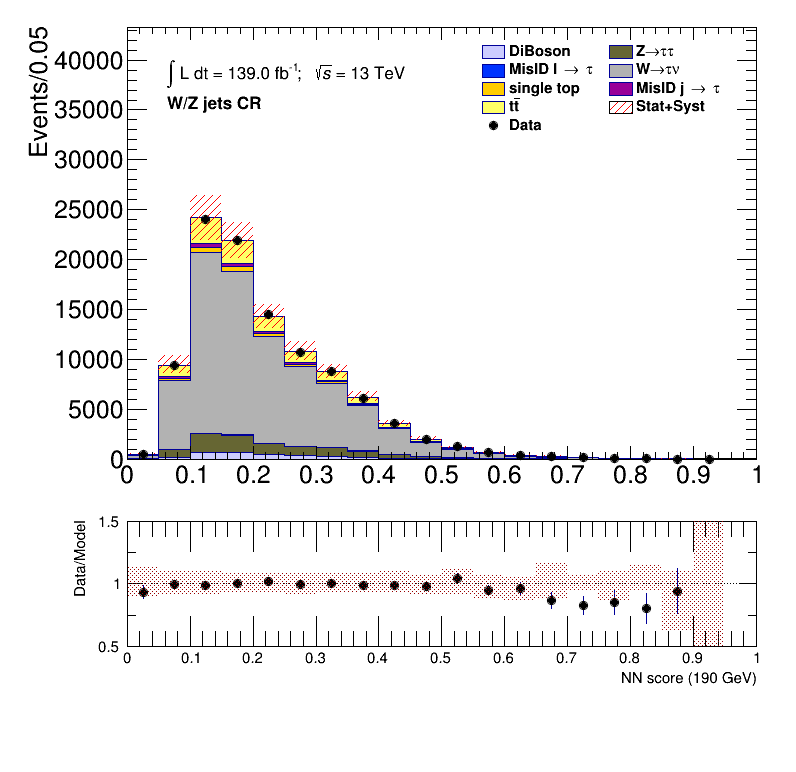 Events/0.05
40000
35000
30000
25000
20000
15000
10000
5000
0
∫ L dt = 139.0 fb⁻¹; √s = 13 TeV
W/Z jets CR
DiBoson
MisID l → τ
single top
tt̄
Data
Z→ττ
W→τν
MisID j → τ
Stat+Syst
0 0.1 0.2 0.3 0.4 0.5 0.6 0.7 0.8 0.9 1
Data/Model
1.5
1
0.5
0 0.1 0.2 0.3 0.4 0.5 0.6 0.7 0.8 0.9 1
NN score (190 GeV)